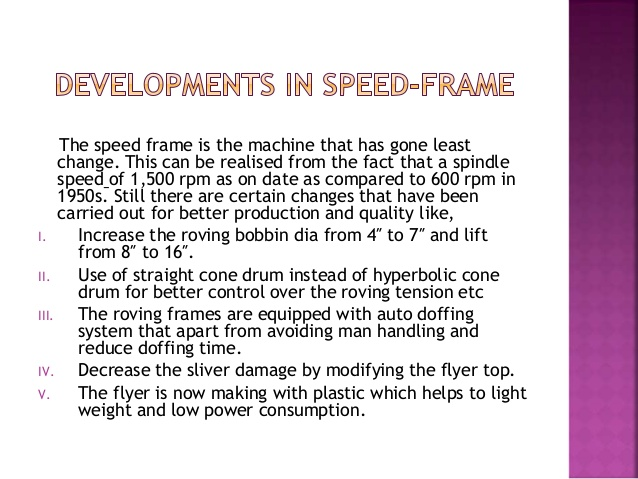 DEVELOPMENTS IN SPEED-FRAME
The speed frame is the machine that has gone least
change. This can be realised from the fact that a spindle
speed of 1,500 rpm as on date as compared to 600 rpm in
1950s. Still there are certain changes that have been
carried out for better production and quality like,
I. Increase the roving bobbin dia from 4″ to 7″ and lift
from 8″ to 16″.
II. Use of straight cone drum instead of hyperbolic cone
drum for better control over the roving tension etc
III. The roving frames are equipped with auto doffing
system that apart from avoiding man handling and
reduce doffing time.
IV. Decrease the sliver damage by modifying the flyer top.
V. The flyer is now making with plastic which helps to light
weight and low power consumption.